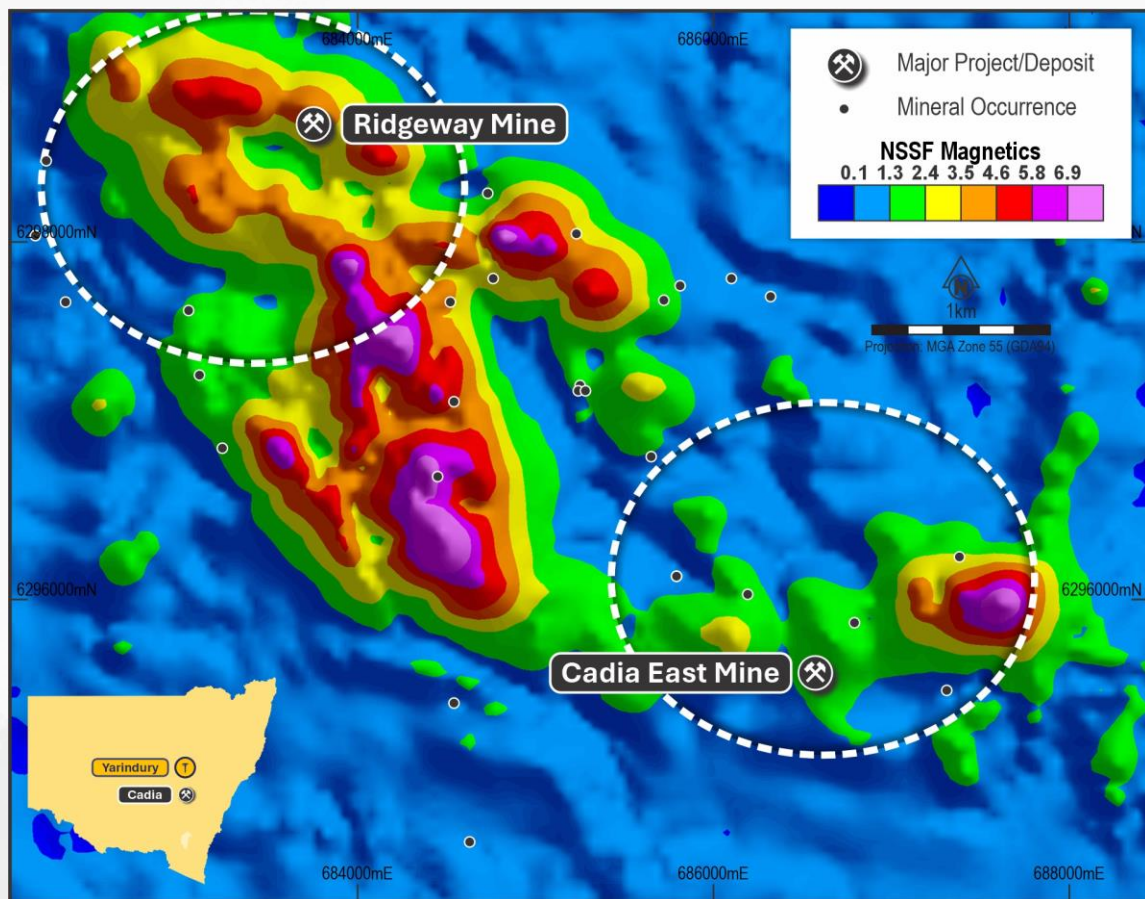 684000mE
686000mE
Major Project/Deposit
Mineral Occurrence
NSSF Magnetics
0.1 1.3 2.4 3.5 4.6 5.8 6.9
Ridgeway Mine
6298000mN
N
1km
Projection: MGA Zone 55 (GDA94)
6296000mN
6296000mN
Cadia East Mine
Yarindury
Cadia
684000mE
686000mE
688000mE